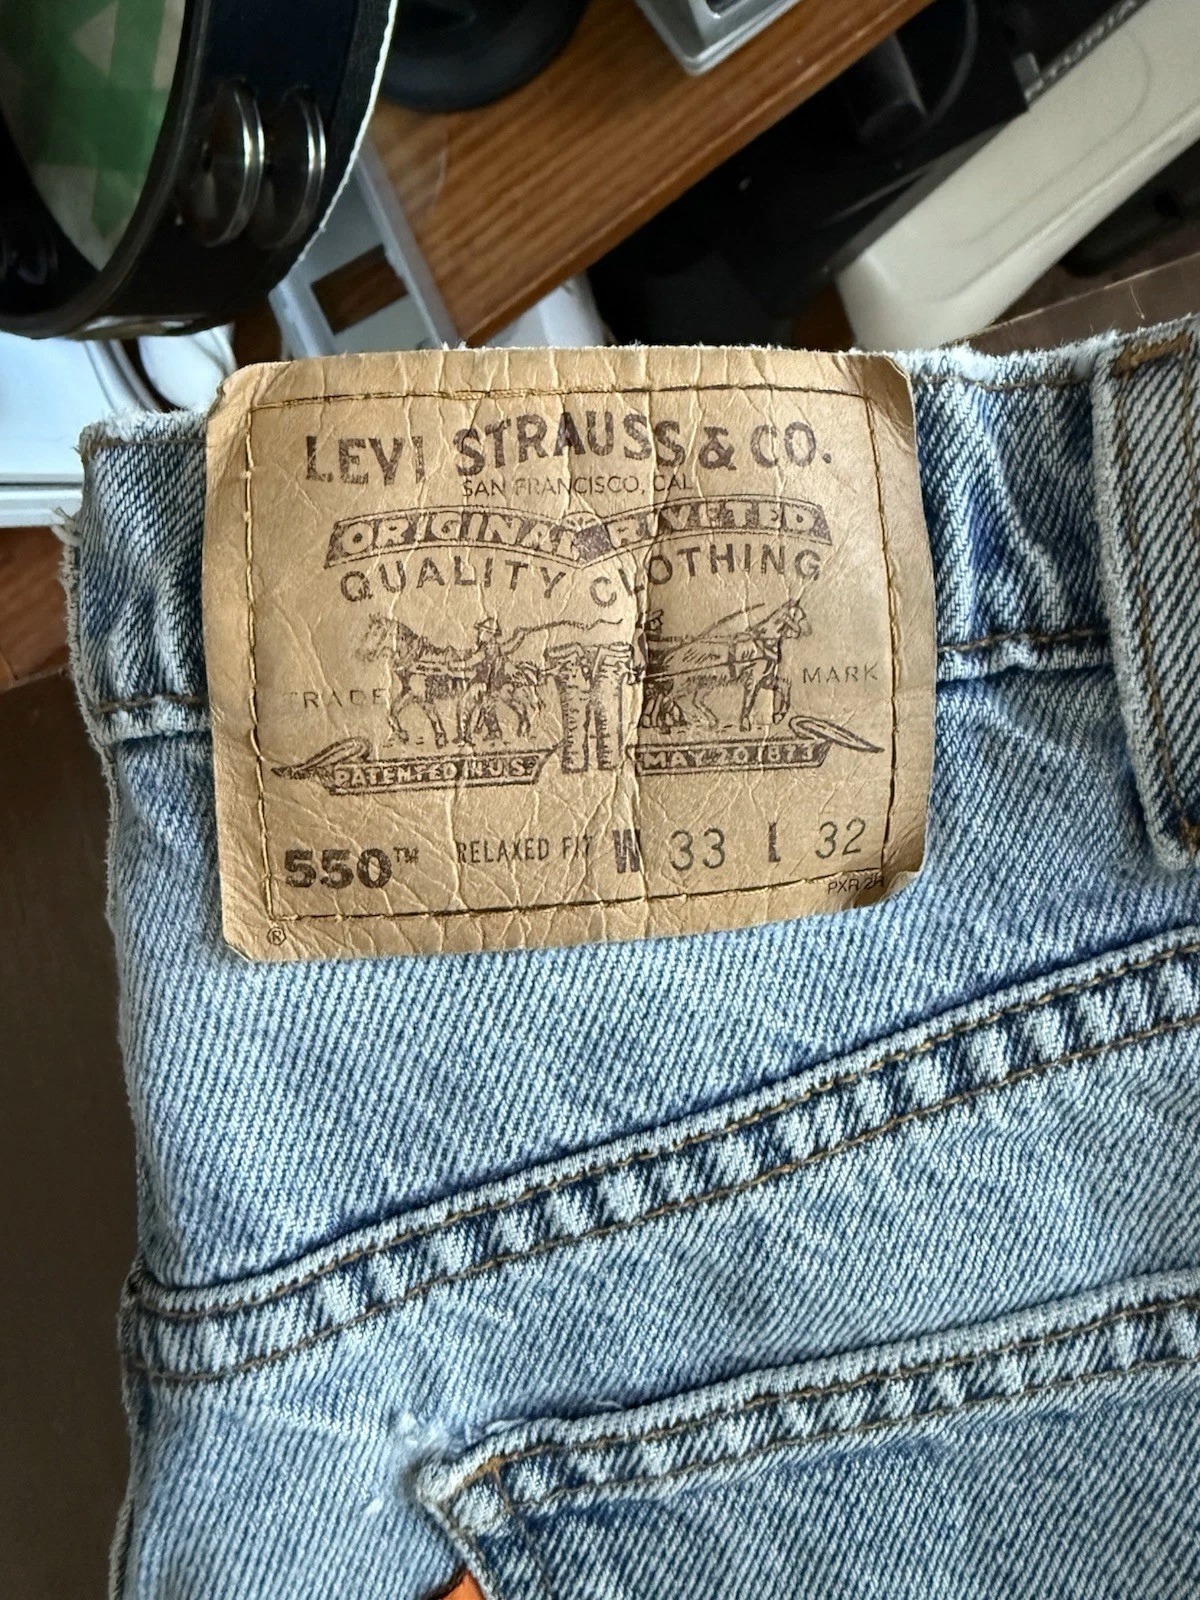 LEVI STRAUSS & CO.
SAN FRANCISCO, CAL
ORIGINAL RIVETED
QUALITY CLOTHING
TRADE MARK
PATENTED IN U.S. MAY 20 1873
550™ RELAXED FIT W 33 L 32
®